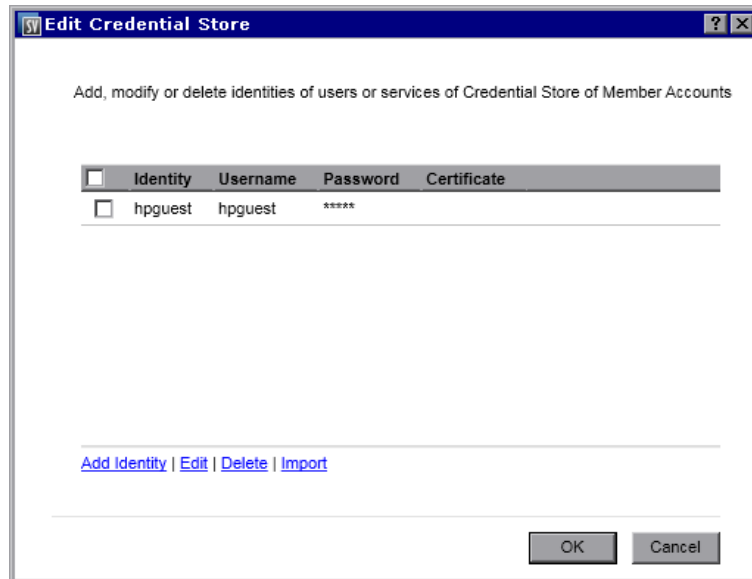 SV Edit Credential Store ? X
Add, modify or delete identities of users or services of Credential Store of Member Accounts
Identity Username Password Certificate
hpguest hpguest *****
Add Identity | Edit | Delete | Import
OK Cancel